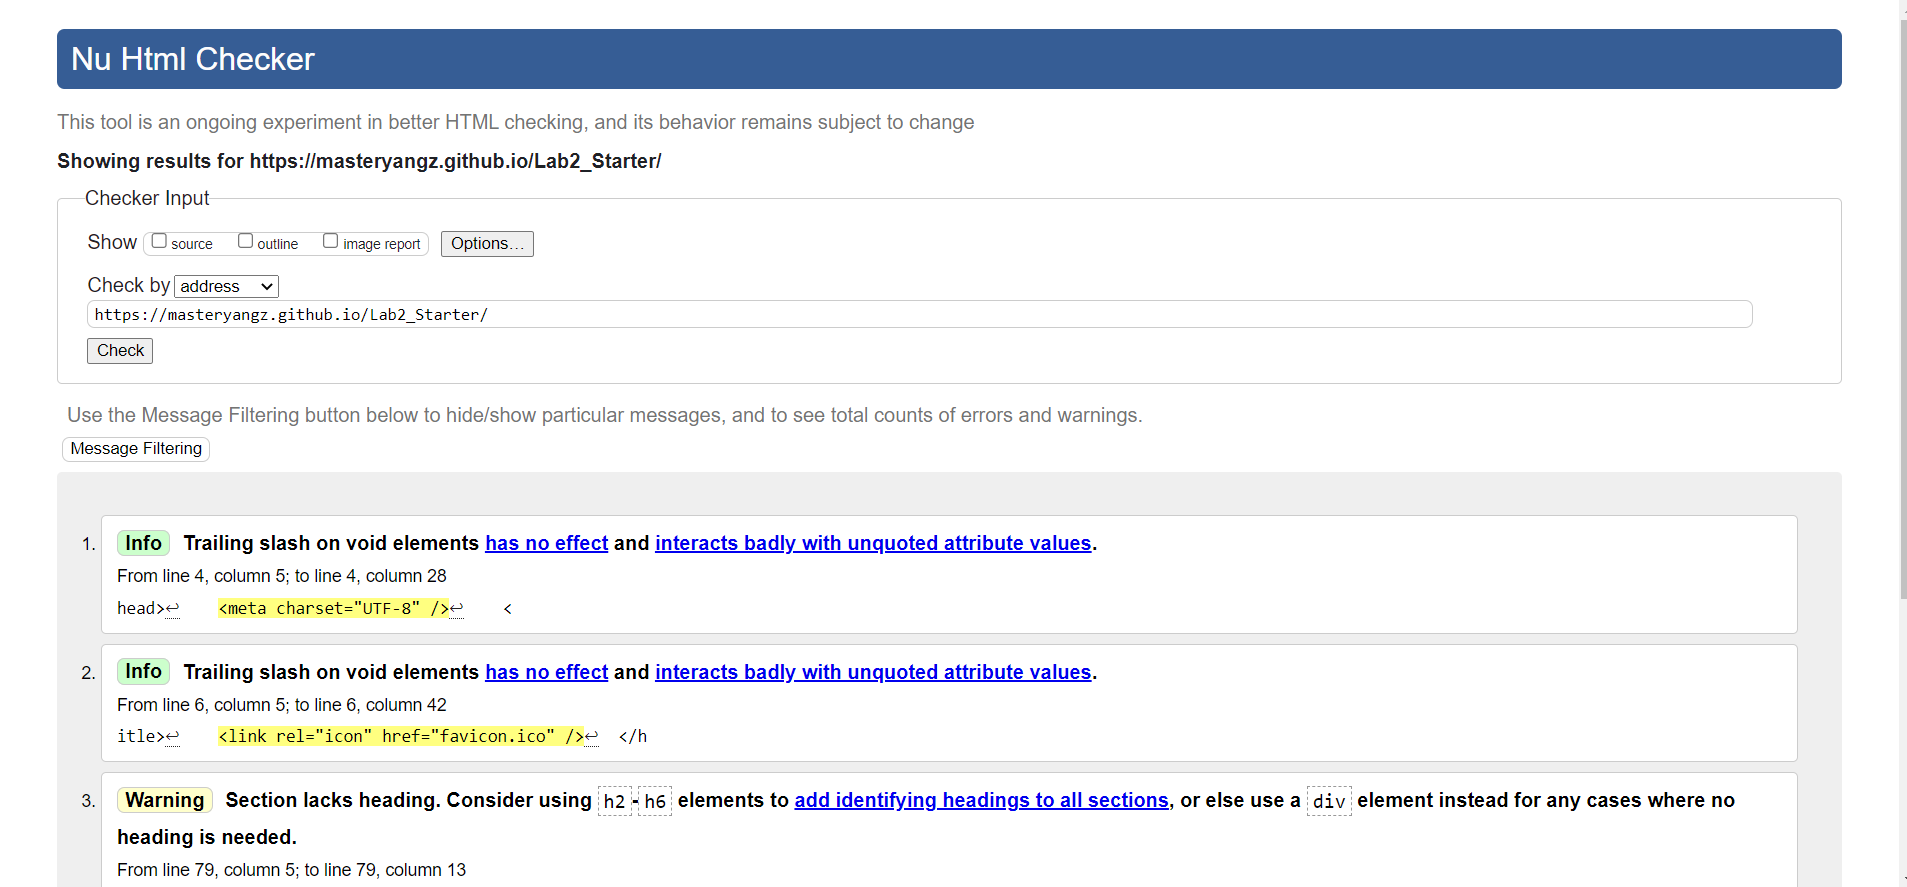 Nu Html Checker
This tool is an ongoing experiment in better HTML checking, and its behavior remains subject to change
Showing results for https://masteryangz.github.io/Lab2_Starter/
Checker Input
Show source outline image report Options...
Check by address
https://masteryangz.github.io/Lab2_Starter/
Check
Use the Message Filtering button below to hide/show particular messages, and to see total counts of errors and warnings.
Message Filtering
1. Info Trailing slash on void elements has no effect and interacts badly with unquoted attribute values.
From line 4, column 5; to line 4, column 28
head>↩ <meta charset="UTF-8" />↩ <
2. Info Trailing slash on void elements has no effect and interacts badly with unquoted attribute values.
From line 6, column 5; to line 6, column 42
itle>↩ <link rel="icon" href="favicon.ico" />↩ </h
3. Warning Section lacks heading. Consider using h2-h6 elements to add identifying headings to all sections, or else use a div element instead for any cases where no
heading is needed.
From line 79, column 5; to line 79, column 13